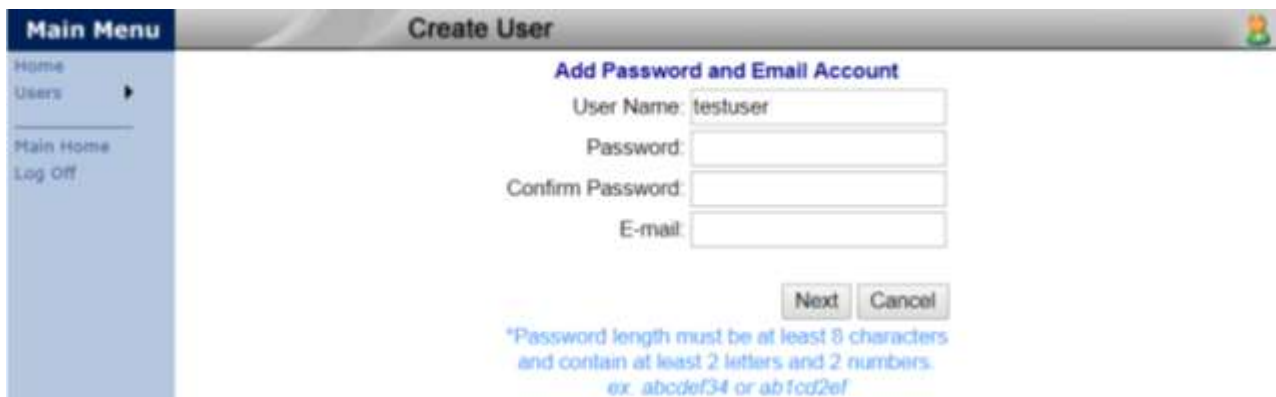 Main Menu
Create User
Home
Users
Main Home
Log Off
Add Password and Email Account
User Name: testuser
Password:
Confirm Password:
E-mail:
Next Cancel
*Password length must be at least 8 characters
and contain at least 2 letters and 2 numbers.
ex. abcdef34 or ab1cd2ef